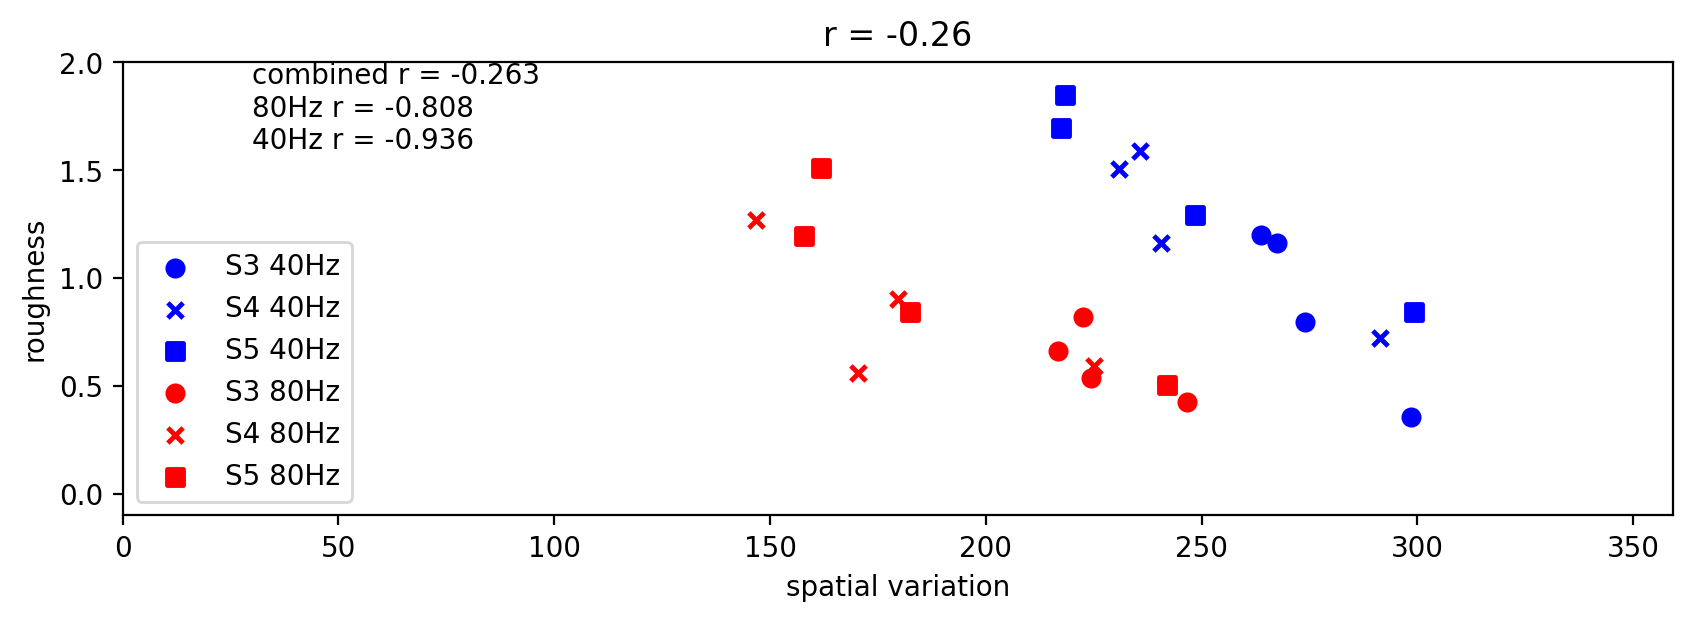 r = -0.26
combined r = -0.263
80Hz r = -0.808
40Hz r = -0.936
2.0
1.5
1.0
0.5
0.0
roughness
S3 40Hz
S4 40Hz
S5 40Hz
S3 80Hz
S4 80Hz
S5 80Hz
0 50 100 150 200 250 300 350
spatial variation